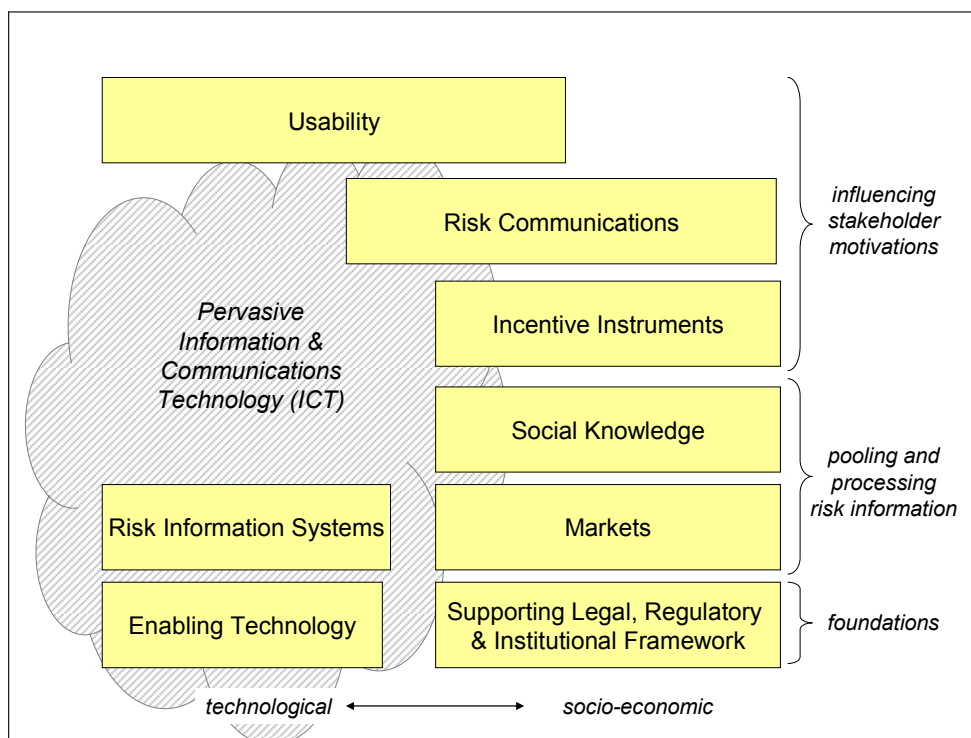 Usability
Risk Communications
influencing
stakeholder
motivations
Pervasive
Information &
Communications
Technology (ICT)
Incentive Instruments
Social Knowledge
pooling and
processing
risk information
Risk Information Systems
Markets
Enabling Technology
Supporting Legal, Regulatory
& Institutional Framework
foundations
technological
socio-economic